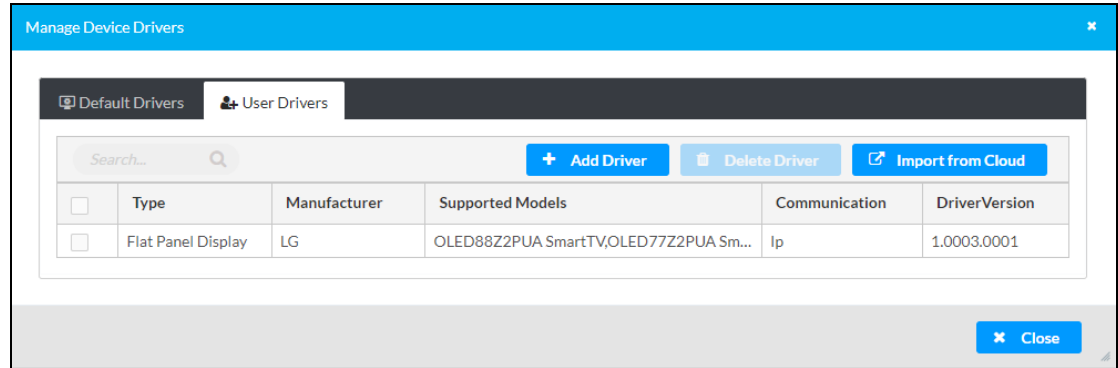 Manage Device Drivers
Default Drivers User Drivers
Search... Add Driver Delete Driver Import from Cloud
Type Manufacturer Supported Models Communication DriverVersion
Flat Panel Display LG OLED88Z2PUA SmartTV,OLED77Z2PUA Sm... Ip 1.0003.0001
Close